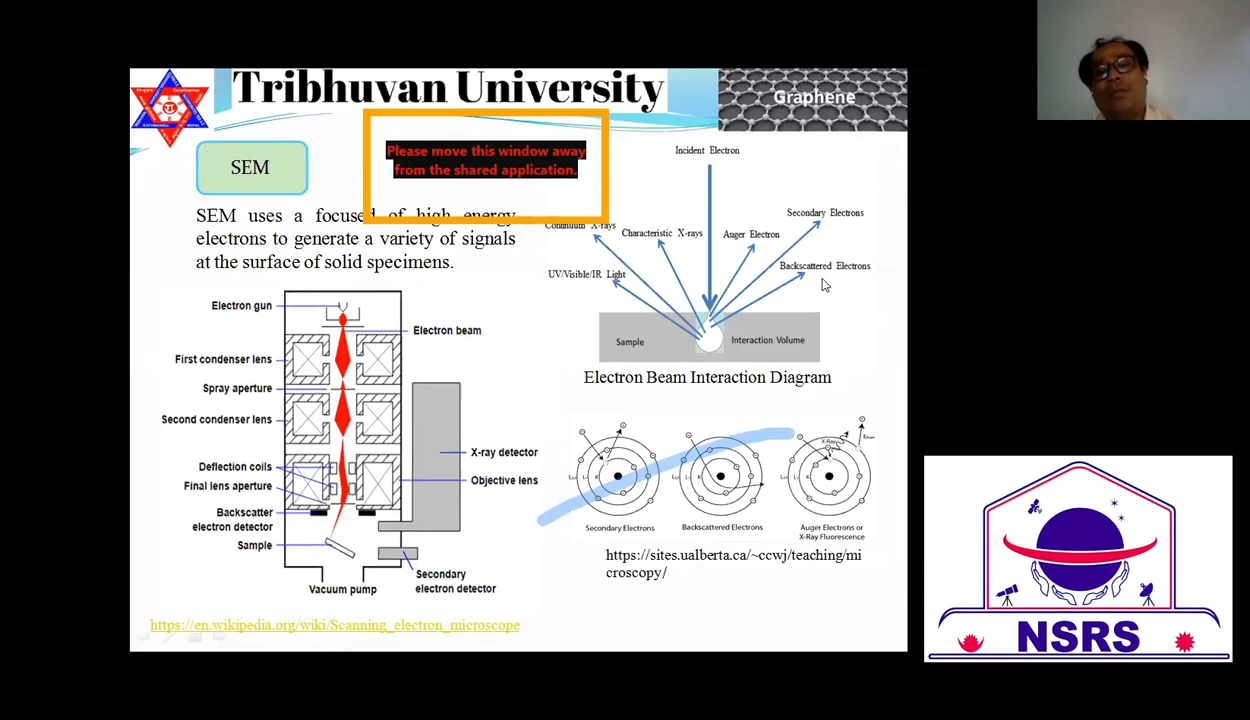 Tribhuvan University
Graphene
SEM
Please move this window away
from the shared application.
SEM uses a focused of high energy
electrons to generate a variety of signals
at the surface of solid specimens.
Incident Electron
Secondary Electrons
Continuum X-rays
Characteristic X-rays
Auger Electron
Backscattered Electrons
UV/Visible/IR Light
Sample
Interaction Volume
Electron Beam Interaction Diagram
Electron gun
Electron beam
First condenser lens
Spray aperture
Second condenser lens
Deflection coils
Final lens aperture
Backscatter
electron detector
Sample
X-ray detector
Objective lens
Secondary
electron detector
Vacuum pump
X-Ray
K
K
K
Secondary Electrons
Backscattered Electrons
Auger Electrons or
X-Ray Fluorescence
https://sites.ualberta.ca/~ccwj/teaching/mi
croscopy/
https://en.wikipedia.org/wiki/Scanning_electron_microscope
NSRS